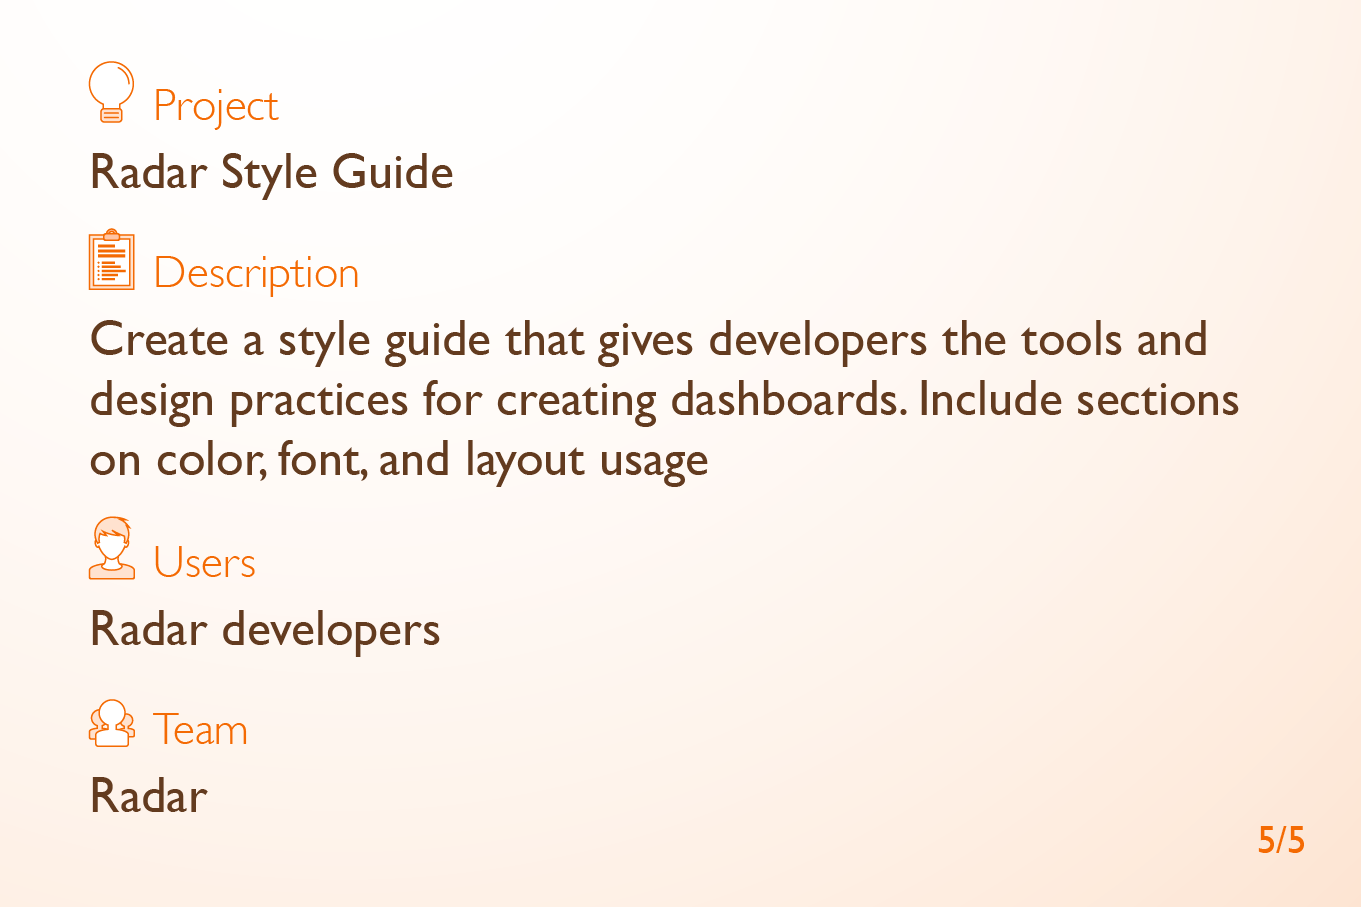 Project
Radar Style Guide
Description
Create a style guide that gives developers the tools and
design practices for creating dashboards. Include sections
on color, font, and layout usage
Users
Radar developers
Team
Radar
5/5